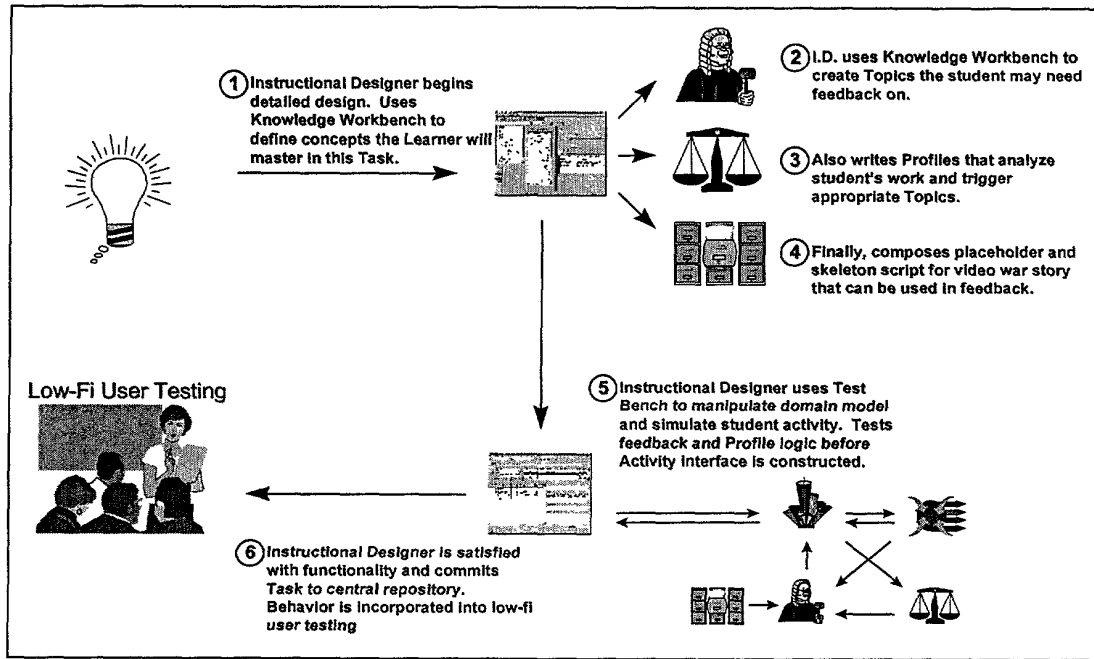 1 Instructional Designer begins
detailed design. Uses
Knowledge Workbench to
define concepts the Learner will
master in this Task.
2 I.D. uses Knowledge Workbench to
create Topics the student may need
feedback on.
3 Also writes Profiles that analyze
student's work and trigger
appropriate Topics.
4 Finally, composes placeholder and
skeleton script for video war story
that can be used in feedback.
5 Instructional Designer uses Test
Bench to manipulate domain model
and simulate student activity. Tests
feedback and Profile logic before
Activity interface is constructed.
Low-Fi User Testing
6 Instructional Designer is satisfied
with functionality and commits
Task to central repository.
Behavior is incorporated into low-fi
user testing